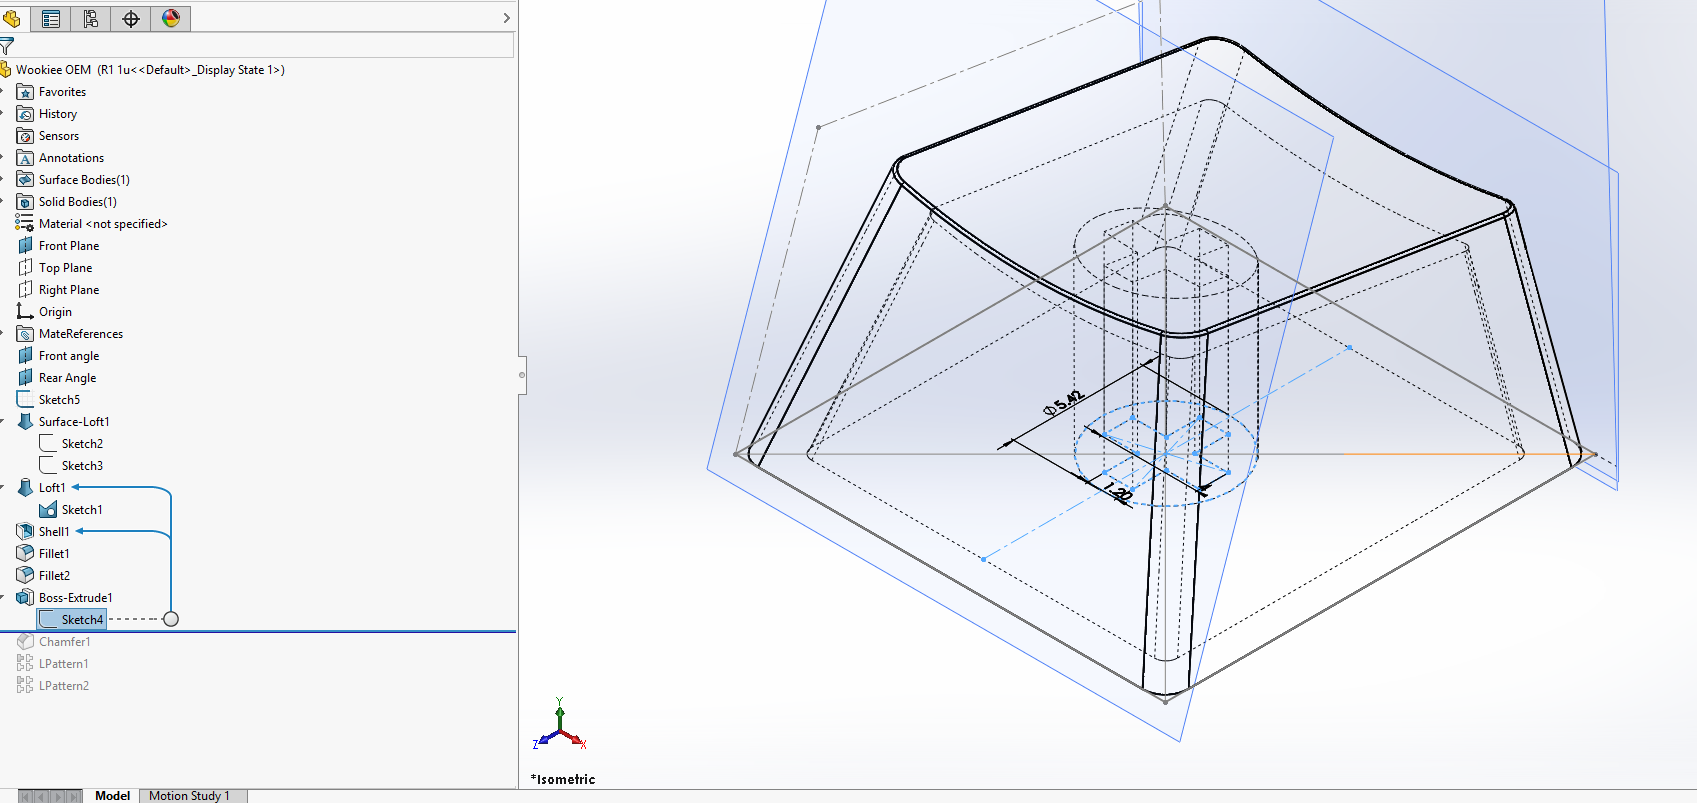 Wookiee OEM (R1 1u<<Default>_Display State 1>)
Favorites
History
Sensors
Annotations
Surface Bodies(1)
Solid Bodies(1)
Material <not specified>
Front Plane
Top Plane
Right Plane
Origin
MateReferences
Front angle
Rear Angle
Sketch5
Surface-Loft1
Sketch2
Sketch3
Loft1
Sketch1
Shell1
Fillet1
Fillet2
Boss-Extrude1
Sketch4
Chamfer1
LPattern1
LPattern2
Ø5.42
1.20
Y
Z
X
*Isometric
Model
Motion Study 1